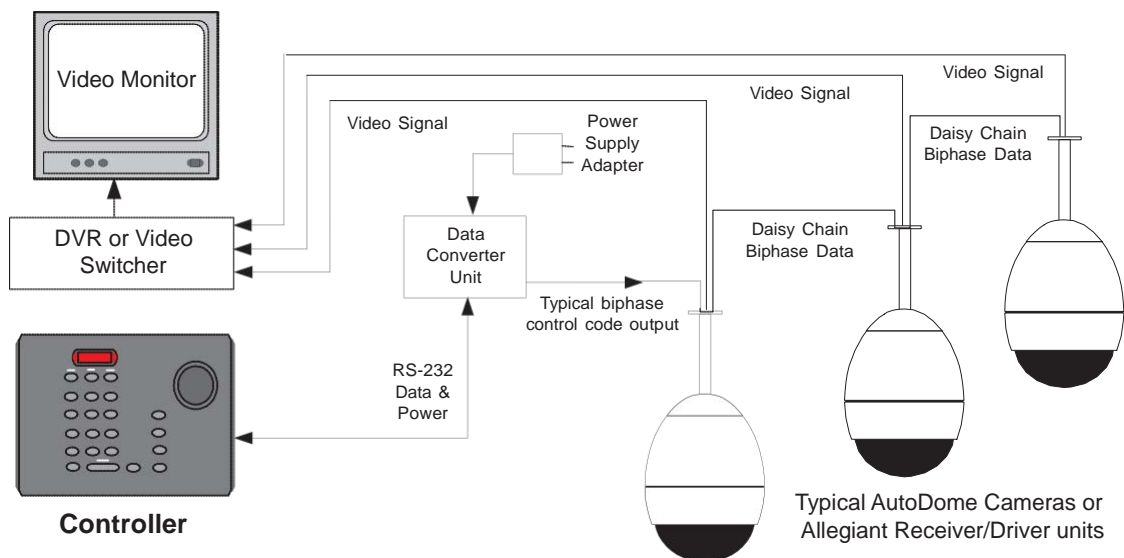 Video Monitor
Video Signal
Video Signal
Video Signal
Power
Supply
Adapter
Daisy Chain
Biphase Data
DVR or Video
Switcher
Data
Converter
Unit
Daisy Chain
Biphase Data
Typical biphase
control code output
RS-232
Data &
Power
Controller
Typical AutoDome Cameras or
Allegiant Receiver/Driver units